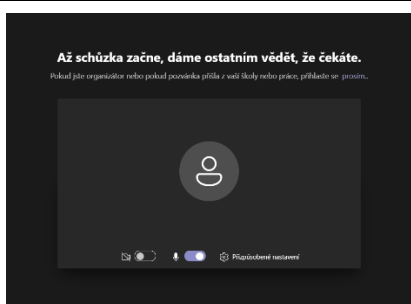 Až schůzka začne, dáme ostatním vědět, že čekáte.
Pokud jste organizátor nebo pokud pozvánka přišla z vaší školy nebo práce, přihlaste se prosím..
Přizpůsobené nastavení